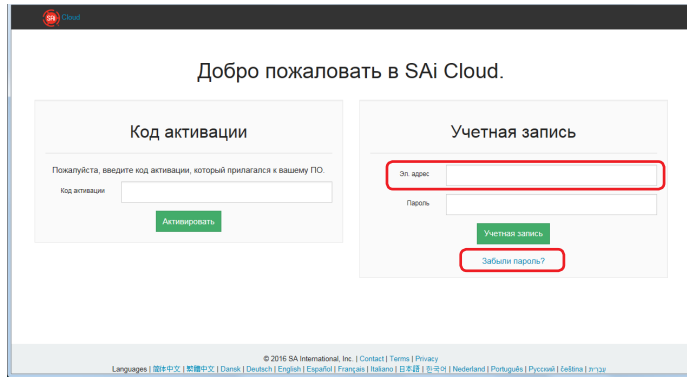 SAi Cloud
Добро пожаловать в SAi Cloud.
Код активации
Пожалуйста, введите код активации, который прилагался к вашему ПО.
Код активации
Активировать
Учетная запись
Эл. адрес
Пароль
Учетная запись
Забыли пароль?
© 2016 SA International, Inc. | Contact | Terms | Privacy
Languages | 简体中文 | 繁體中文 | Dansk | Deutsch | English | Español | Français | Italiano | 日本語 | 한국어 | Nederland | Português | Русский | čeština | עברית